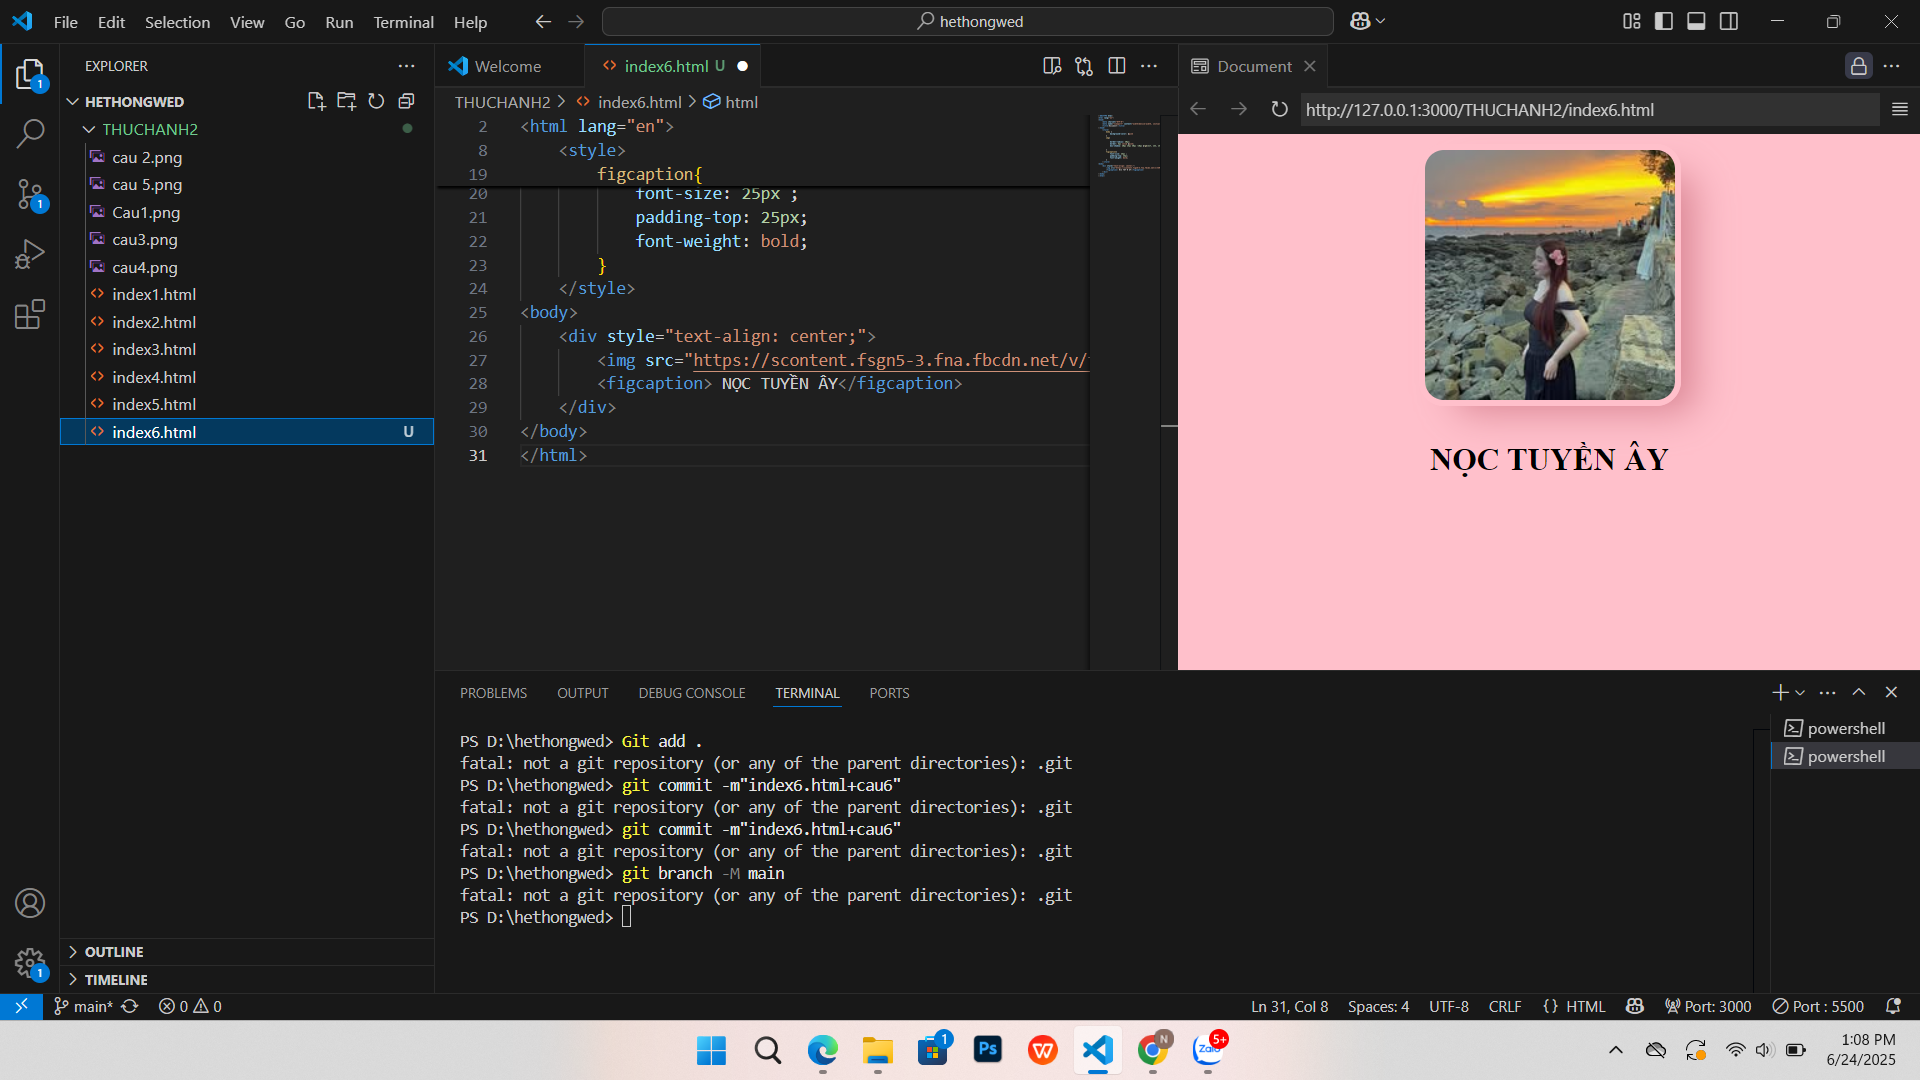 File Edit Selection View Go Run Terminal Help
hethongwed
EXPLORER
HETHONGWED
THUCHANH2
cau 2.png
cau 5.png
Cau1.png
cau3.png
cau4.png
index1.html
index2.html
index3.html
index4.html
index5.html
index6.html U
OUTLINE
TIMELINE
1
1
1
Welcome
index6.html U
THUCHANH2 > index6.html > html
2 <html lang="en">
8 <style>
19 figcaption{
20 font-size: 25px ;
21 padding-top: 25px;
22 font-weight: bold;
23 }
24 </style>
25 <body>
26 <div style="text-align: center;">
27 <img src="https://scontent.fsgn5-3.fna.fbcdn.net/v/
28 <figcaption> NỌC TUYỀN ÂY</figcaption>
29 </div>
30 </body>
31 </html>
Document
http://127.0.0.1:3000/THUCHANH2/index6.html
NỌC TUYỀN ÂY
PROBLEMS OUTPUT DEBUG CONSOLE TERMINAL PORTS
PS D:\hethongwed> Git add .
fatal: not a git repository (or any of the parent directories): .git
PS D:\hethongwed> git commit -m"index6.html+cau6"
fatal: not a git repository (or any of the parent directories): .git
PS D:\hethongwed> git commit -m"index6.html+cau6"
fatal: not a git repository (or any of the parent directories): .git
PS D:\hethongwed> git branch -M main
fatal: not a git repository (or any of the parent directories): .git
PS D:\hethongwed>
powershell
powershell
main* 0 0
Ln 31, Col 8 Spaces: 4 UTF-8 CRLF {} HTML Port: 3000 Port : 5500
1
Ps
N
Zalo
5+
1:08 PM
6/24/2025